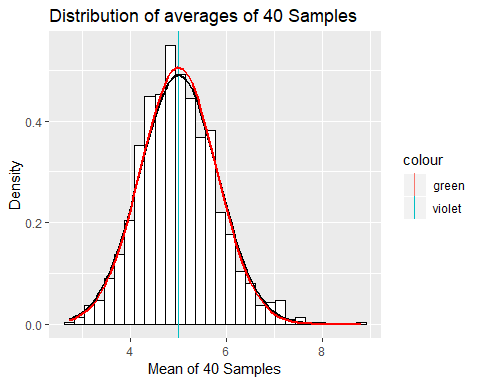 Distribution of averages of 40 Samples
Density
0.4
0.2
0.0
4 6 8
Mean of 40 Samples
colour
green
violet